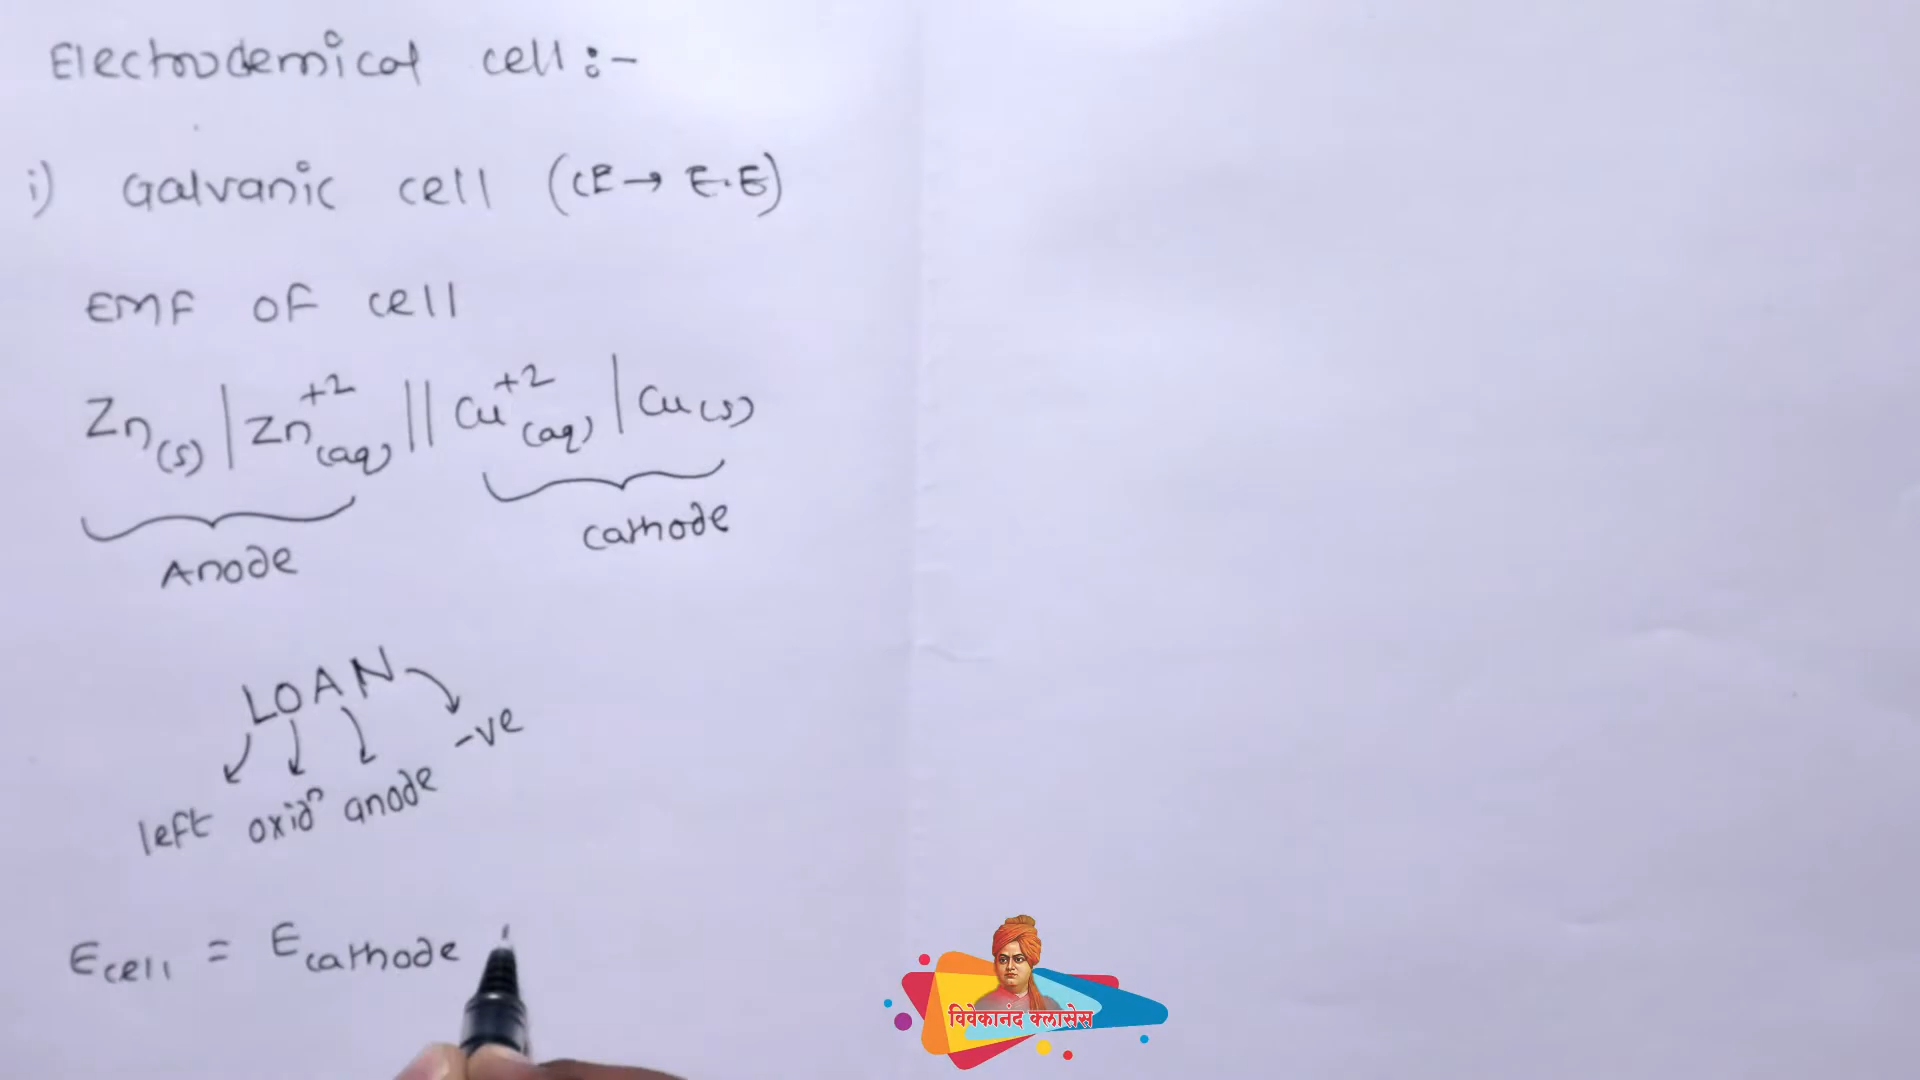 Electrodemical cell :-
i) Galvanic cell (CE → E.E)
EMF OF cell
Zn(s) | Zn+2(aq) || Cu+2(aq) | Cu(s)
Anode cathode
LOAN
left oxidn anode -ve
Ecell = Ecathode
विवेकानंद क्लासेस